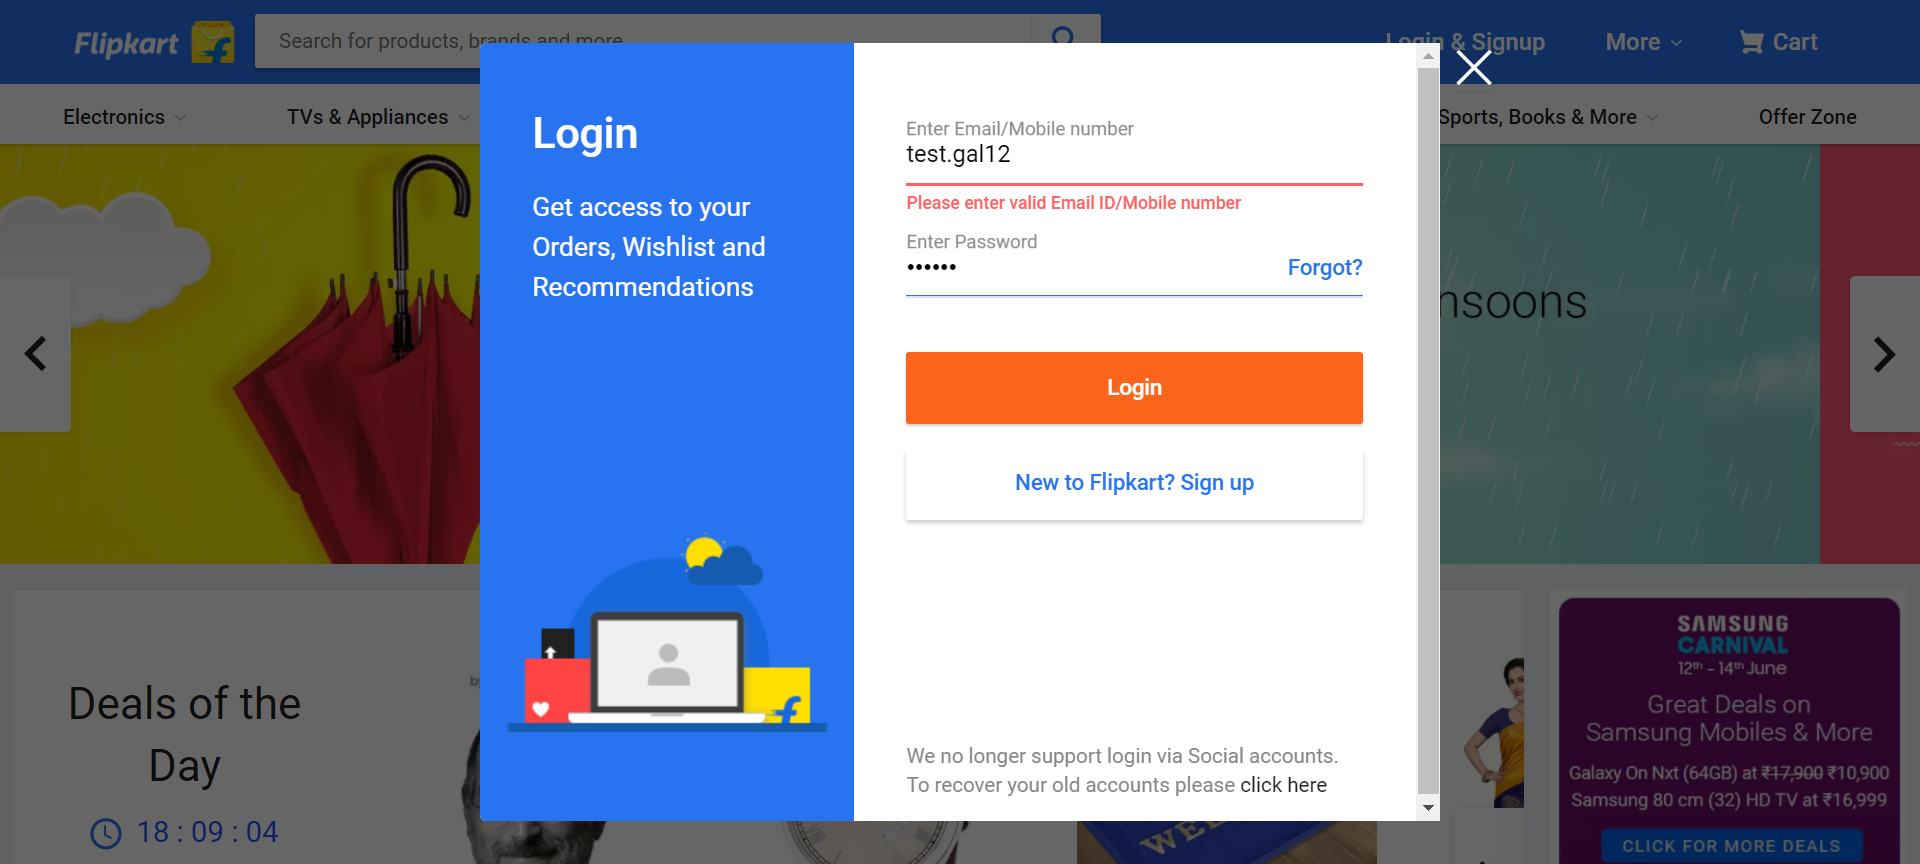 Flipkart
Search for products, brands and more
Login & Signup
More
Cart
Electronics
TVs & Appliances
Sports, Books & More
Offer Zone
Login
Get access to your
Orders, Wishlist and
Recommendations
Enter Email/Mobile number
test.gal12
Please enter valid Email ID/Mobile number
Enter Password
••••••
Forgot?
Login
New to Flipkart? Sign up
We no longer support login via Social accounts.
To recover your old accounts please click here
nsoons
Deals of the
Day
18 : 09 : 04
by
SAMSUNG
CARNIVAL
12th - 14th June
Great Deals on
Samsung Mobiles & More
Galaxy On Nxt (64GB) at ₹17,900 ₹10,900
Samsung 80 cm (32) HD TV at ₹16,999
CLICK FOR MORE DEALS